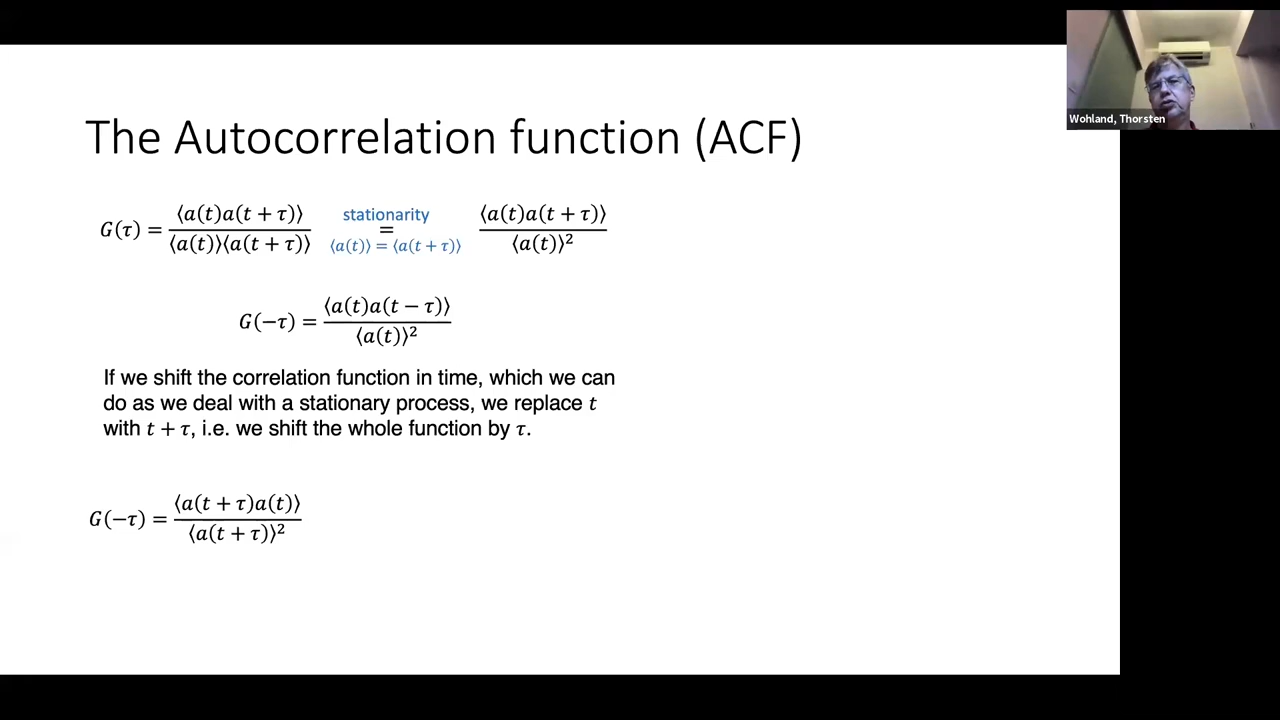 Wohland, Thorsten
The Autocorrelation function (ACF)
G(τ) = ⟨a(t)a(t + τ)⟩ / ⟨a(t)⟩⟨a(t + τ)⟩ stationarity = ⟨a(t)⟩ = ⟨a(t + τ)⟩ ⟨a(t)a(t + τ)⟩ / ⟨a(t)⟩²
G(−τ) = ⟨a(t)a(t − τ)⟩ / ⟨a(t)⟩²
If we shift the correlation function in time, which we can
do as we deal with a stationary process, we replace t
with t + τ, i.e. we shift the whole function by τ.
G(−τ) = ⟨a(t + τ)a(t)⟩ / ⟨a(t + τ)⟩²